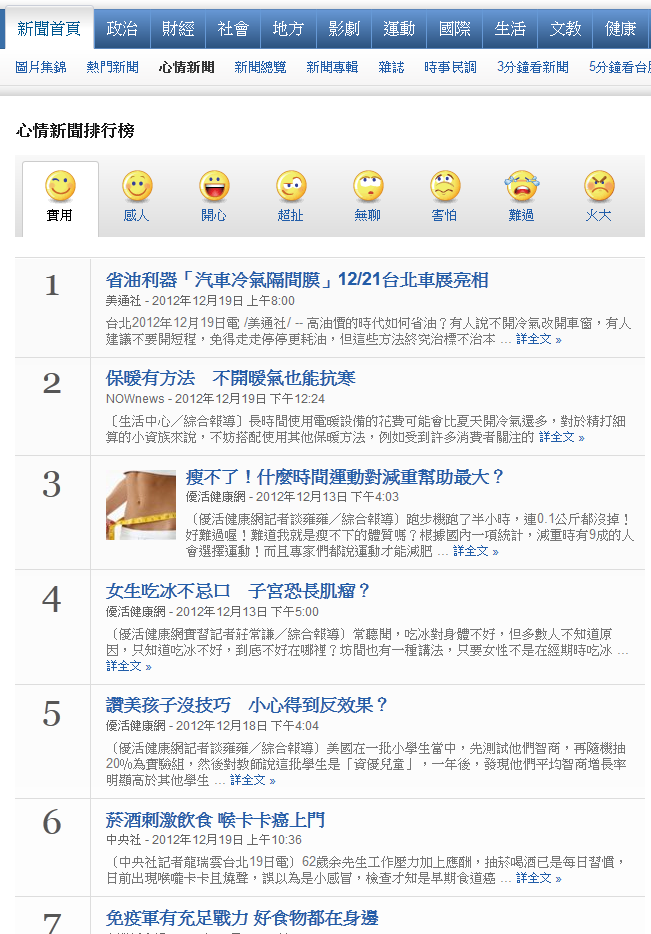 新聞首頁 政治 財經 社會 地方 影劇 運動 國際 生活 文教 健康
圖片集錦 熱門新聞 心情新聞 新聞總覽 新聞專輯 雜誌 時事民調 3分鐘看新聞 5分鐘看台
心情新聞排行榜
實用 感人 開心 超扯 無聊 害怕 難過 火大
1
省油利器「汽車冷氣隔間膜」12/21台北車展亮相
美通社 - 2012年12月19日 上午8:00
台北2012年12月19日電 /美通社/ -- 高油價的時代如何省油？有人說不開冷氣改開車窗，有人
建議不要開短程，免得走走停停更耗油，但這些方法終究治標不治本 ... 詳全文 »
2
保暖有方法　不開暖氣也能抗寒
NOWnews - 2012年12月19日 下午12:24
〔生活中心／綜合報導〕長時間使用電暖設備的花費可能會比夏天開冷氣還多，對於精打細
算的小資族來說，不妨搭配使用其他保暖方法，例如受到許多消費者關注的 詳全文 »
3
瘦不了！什麼時間運動對減重幫助最大？
優活健康網 - 2012年12月13日 下午4:03
〔優活健康網記者談雍雍／綜合報導〕跑步機跑了半小時，連0.1公斤都沒掉！
好難過喔！難道我就是瘦不下的體質嗎？根據國內一項統計，減重時有9成的人
會選擇運動！而且專家們都說運動才能減肥 ... 詳全文 »
4
女生吃冰不忌口　子宮恐長肌瘤？
優活健康網 - 2012年12月13日 下午5:00
〔優活健康網實習記者莊常謙／綜合報導〕常聽聞，吃冰對身體不好，但多數人不知道原
因，只知道吃冰不好，到底不好在哪裡？坊間也有一種講法，只要女性不是在經期時吃冰 ...
詳全文 »
5
讚美孩子沒技巧　小心得到反效果？
優活健康網 - 2012年12月18日 下午4:04
〔優活健康網記者談雍雍／綜合報導〕美國在一批小學生當中，先測試他們智商，再隨機抽
20%為實驗組，然後對教師說這批學生是「資優兒童」，一年後，發現他們平均智商增長率
明顯高於其他學生 ... 詳全文 »
6
菸酒刺激飲食 喉卡卡癌上門
中央社 - 2012年12月19日 上午10:36
〔中央社記者龍瑞雲台北19日電〕62歲余先生工作壓力加上應酬，抽菸喝酒已是每日習慣，
日前出現喉嚨卡卡且燒聲，誤以為是小感冒，檢查才知是早期食道癌 ... 詳全文 »
7
免疫軍有充足戰力 好食物都在身邊